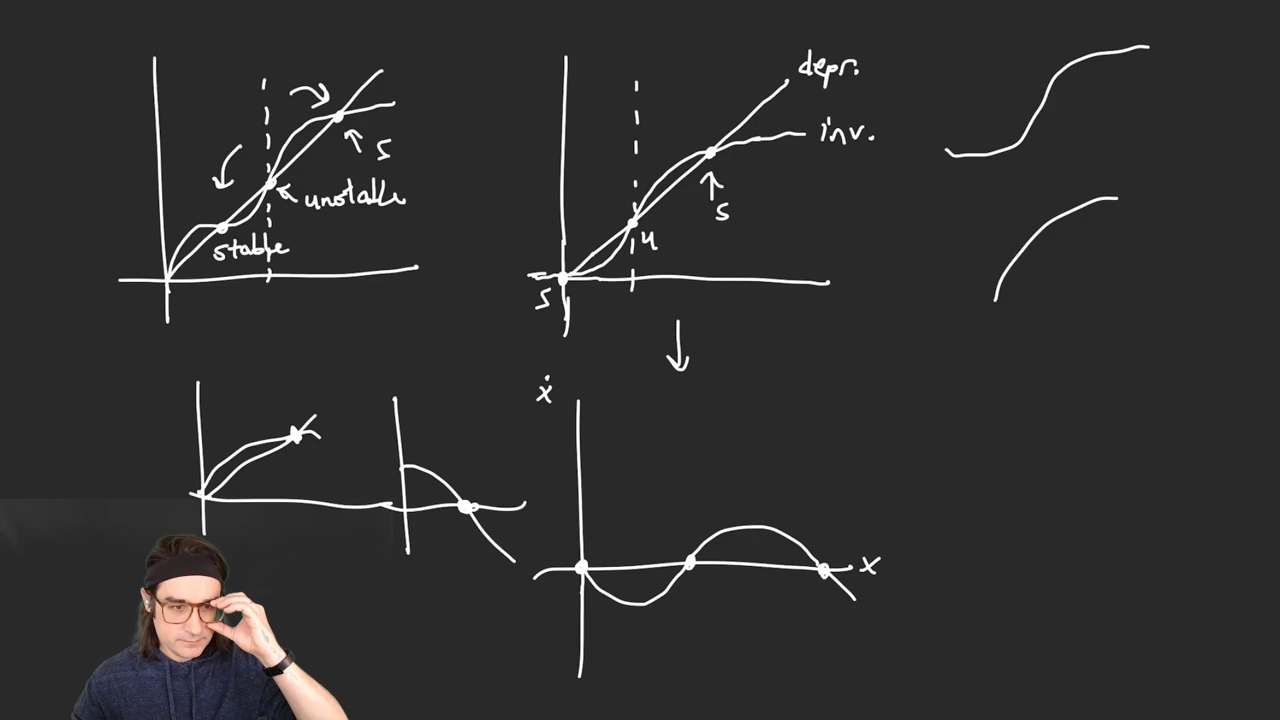 S
unstable
stable
depr.
inv.
S
u
S
ẋ
x